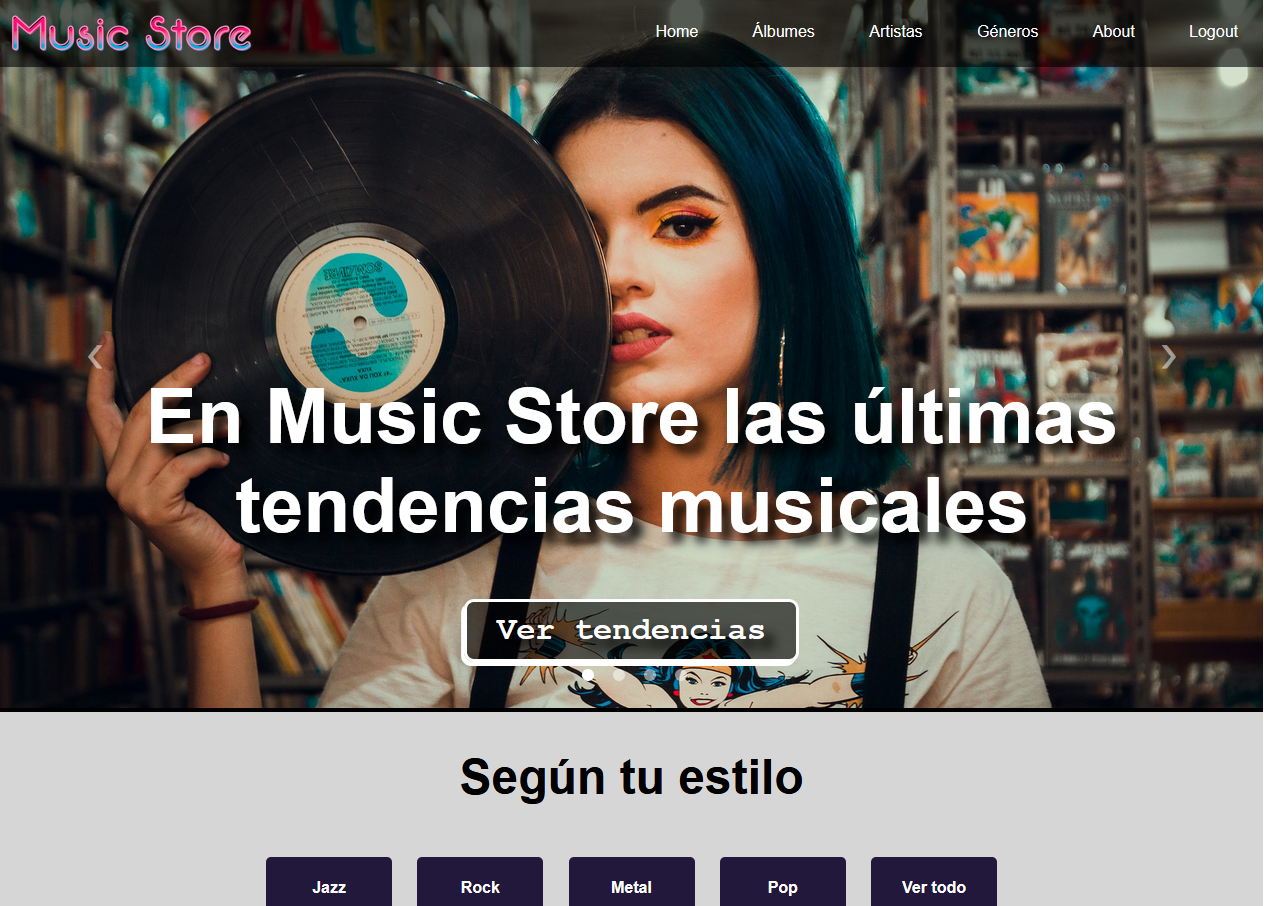 Music Store
Home
Álbumes
Artistas
Géneros
About
Logout
En Music Store las últimas
tendencias musicales
Ver tendencias
Según tu estilo
Jazz
Rock
Metal
Pop
Ver todo